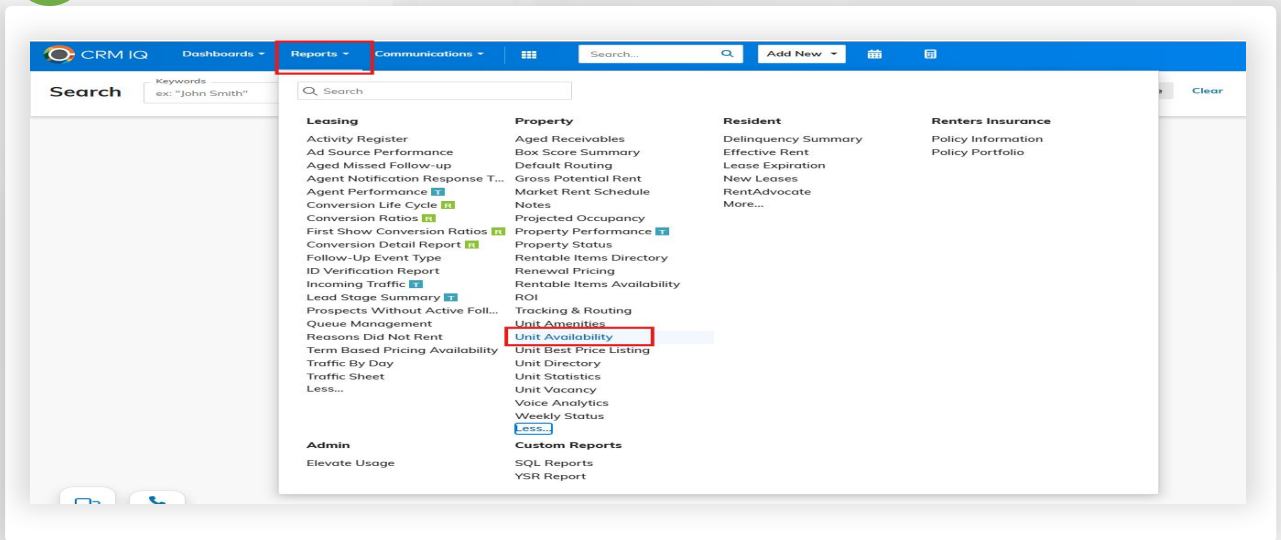 CRM IQ Dashboards Reports Communications Search... Add New
Search
Keywords
ex: "John Smith"
Clear
Search
Leasing
Activity Register
Ad Source Performance
Aged Missed Follow-up
Agent Notification Response T...
Agent Performance T
Conversion Life Cycle R
Conversion Ratios R
First Show Conversion Ratios R
Conversion Detail Report R
Follow-Up Event Type
ID Verification Report
Incoming Traffic T
Lead Stage Summary T
Prospects Without Active Foll...
Queue Management
Reasons Did Not Rent
Term Based Pricing Availability
Traffic By Day
Traffic Sheet
Less...
Property
Aged Receivables
Box Score Summary
Default Routing
Gross Potential Rent
Market Rent Schedule
Notes
Projected Occupancy
Property Performance T
Property Status
Rentable Items Directory
Renewal Pricing
Rentable Items Availability
ROI
Tracking & Routing
Unit Amenities
Unit Availability
Unit Best Price Listing
Unit Directory
Unit Statistics
Unit Vacancy
Voice Analytics
Weekly Status
Less...
Resident
Delinquency Summary
Effective Rent
Lease Expiration
New Leases
RentAdvocate
More...
Renters Insurance
Policy Information
Policy Portfolio
Admin
Elevate Usage
Custom Reports
SQL Reports
YSR Report